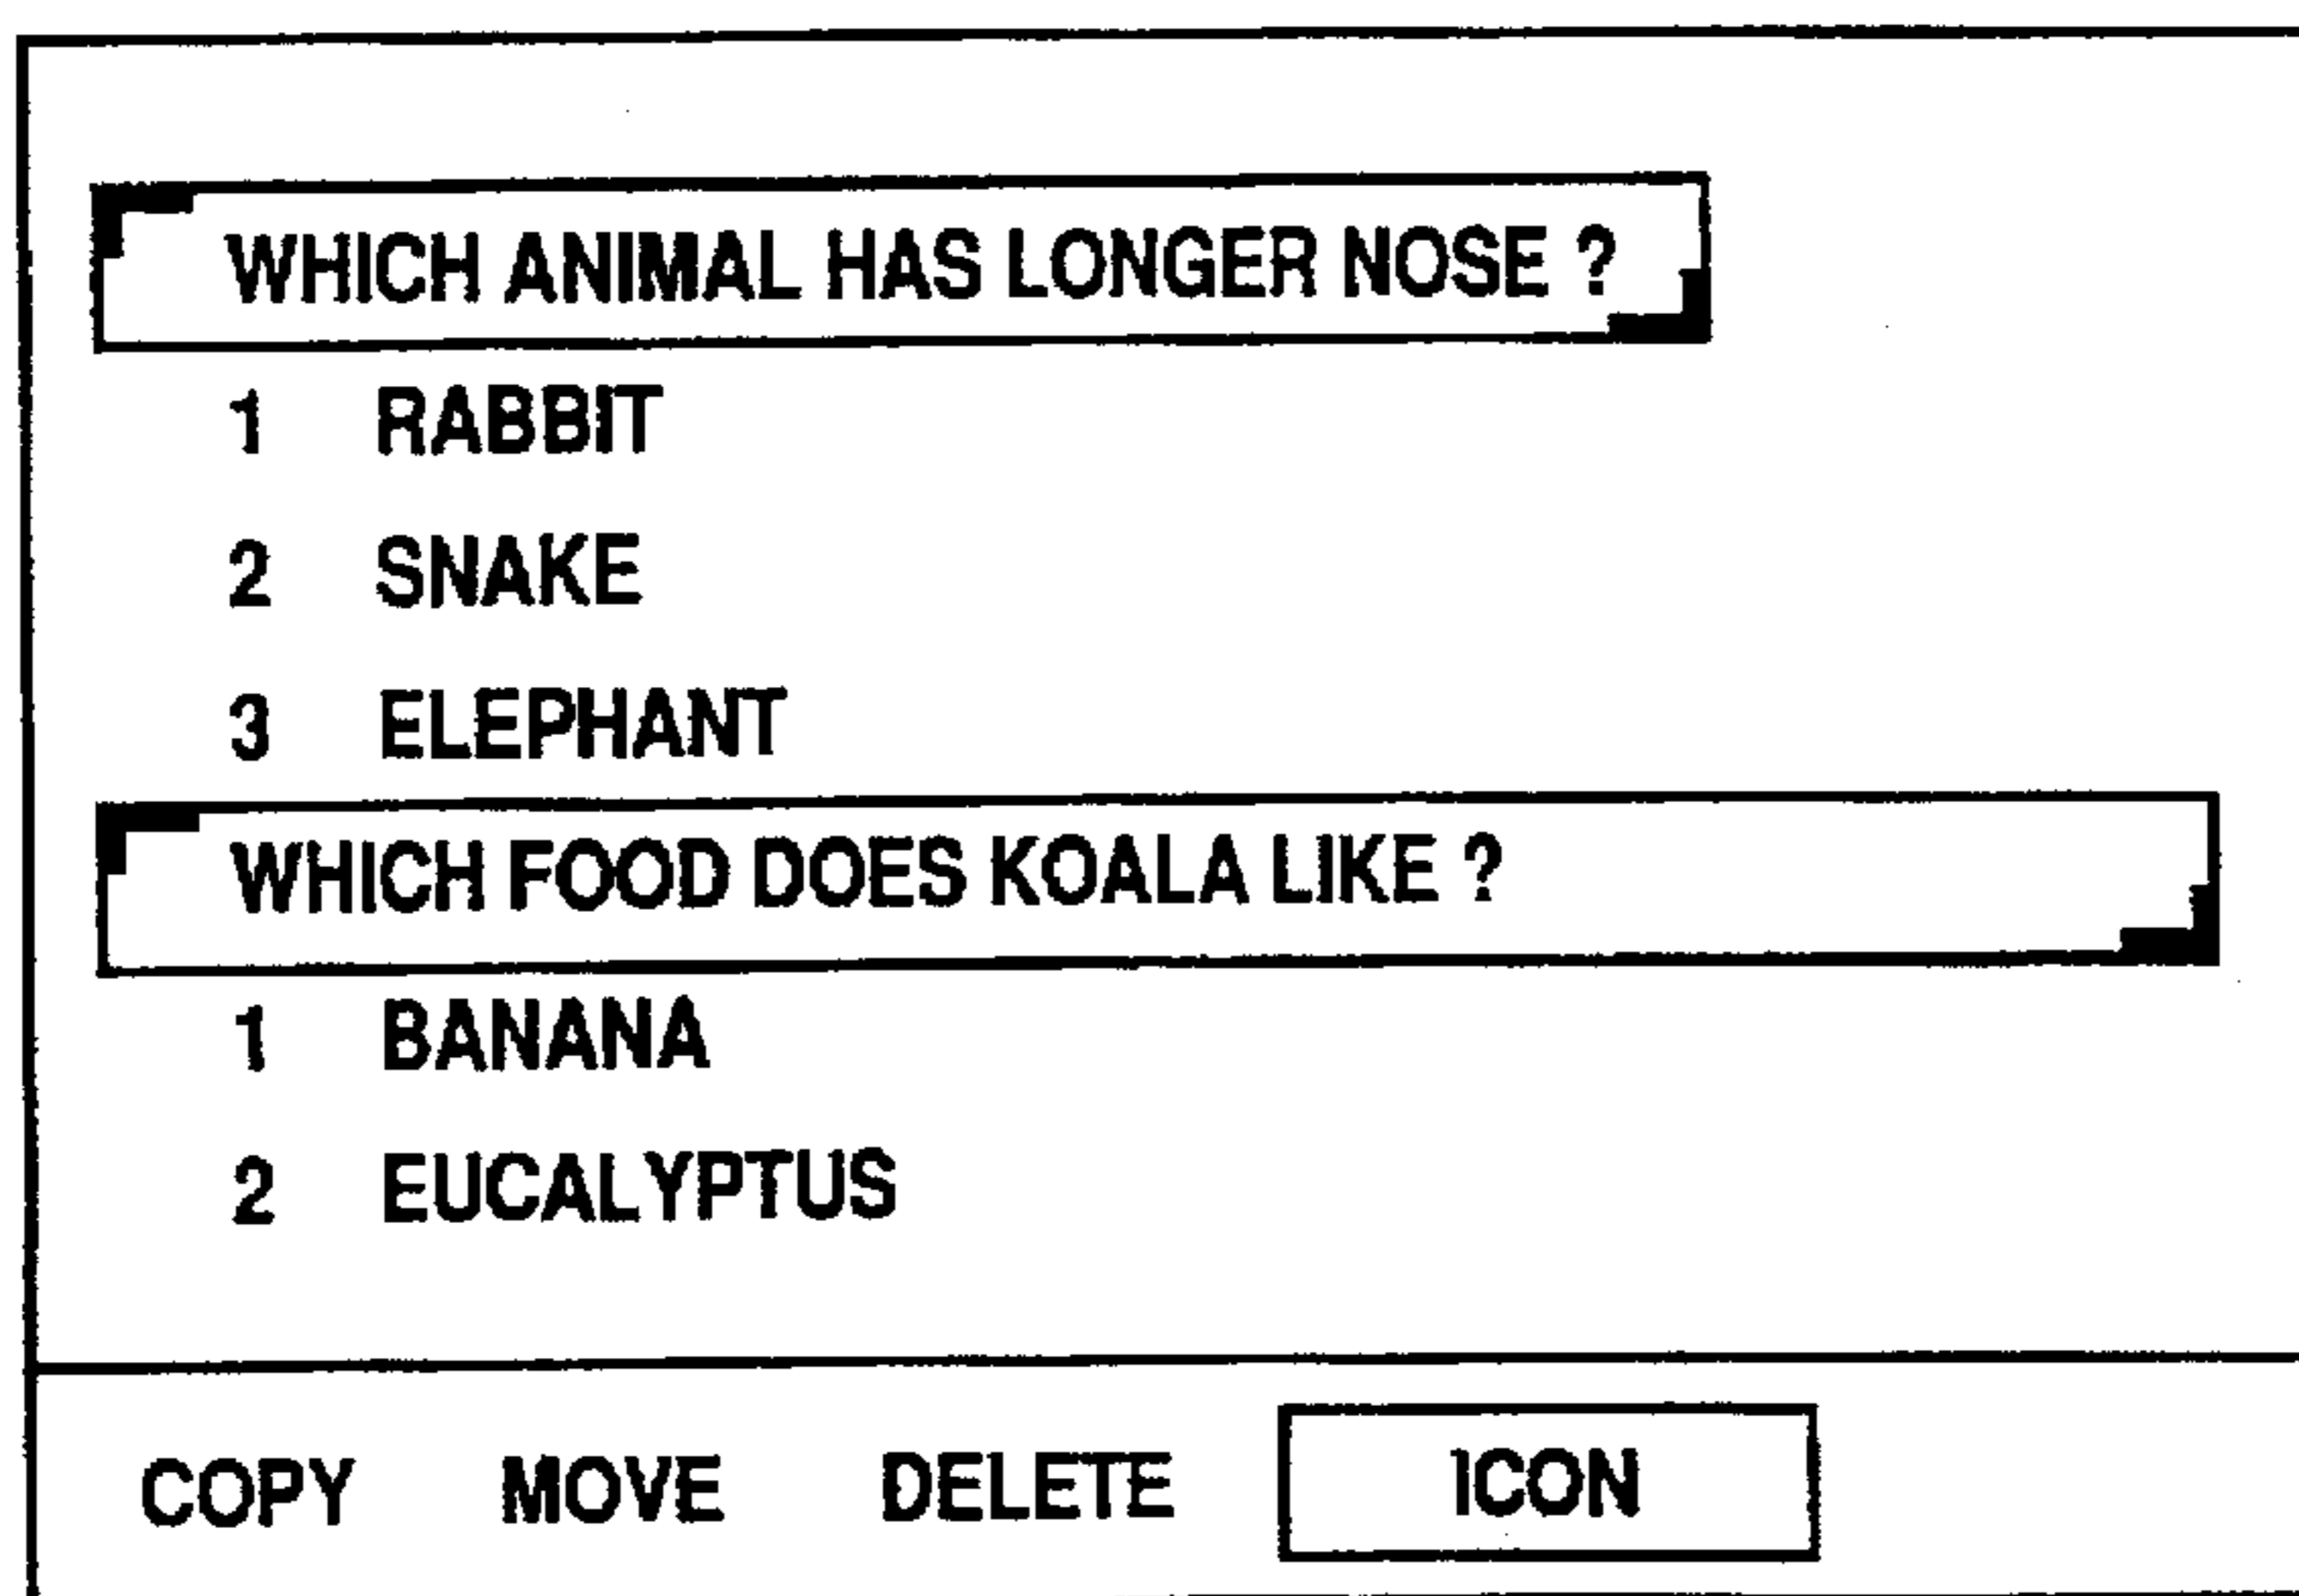 WHICH ANIMAL HAS LONGER NOSE ?
1 RABBIT
2 SNAKE
3 ELEPHANT
WHICH FOOD DOES KOALA LIKE ?
1 BANANA
2 EUCALYPTUS
COPY MOVE DELETE ICON